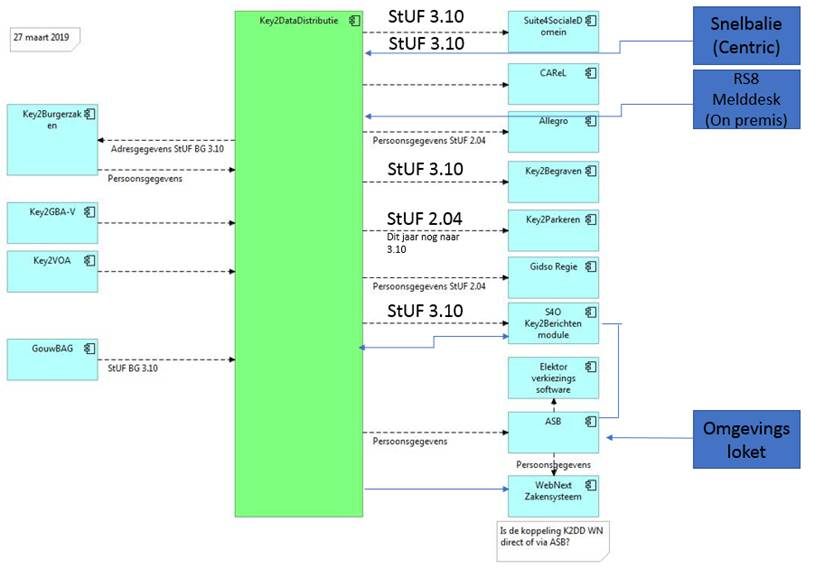 27 maart 2019
Key2Burgerzak
en
Key2GBA-V
Key2VOA
GouwBAG
Adresgegevens StUF BG 3.10
Persoonsgegevens
StUF BG 3.10
Key2DataDistributie
StUF 3.10
StUF 3.10
Persoonsgegevens StUF 2.04
StUF 3.10
StUF 2.04
Dit jaar nog naar
3.10
Persoonsgegevens StUF 2.04
StUF 3.10
Persoonsgegevens
Suite4SocialeD
omein
CAReL
Allegro
Key2Begraven
Key2Parkeren
Gidso Regie
S4O
Key2Berichten
module
Elektor
verkiezings
software
ASB
Persoonsgegevens
WebNext
Zakensysteem
Is de koppeling K2DD WN
direct of via ASB?
Snelbalie
(Centric)
RS8
Melddesk
(On premis)
Omgevings
loket